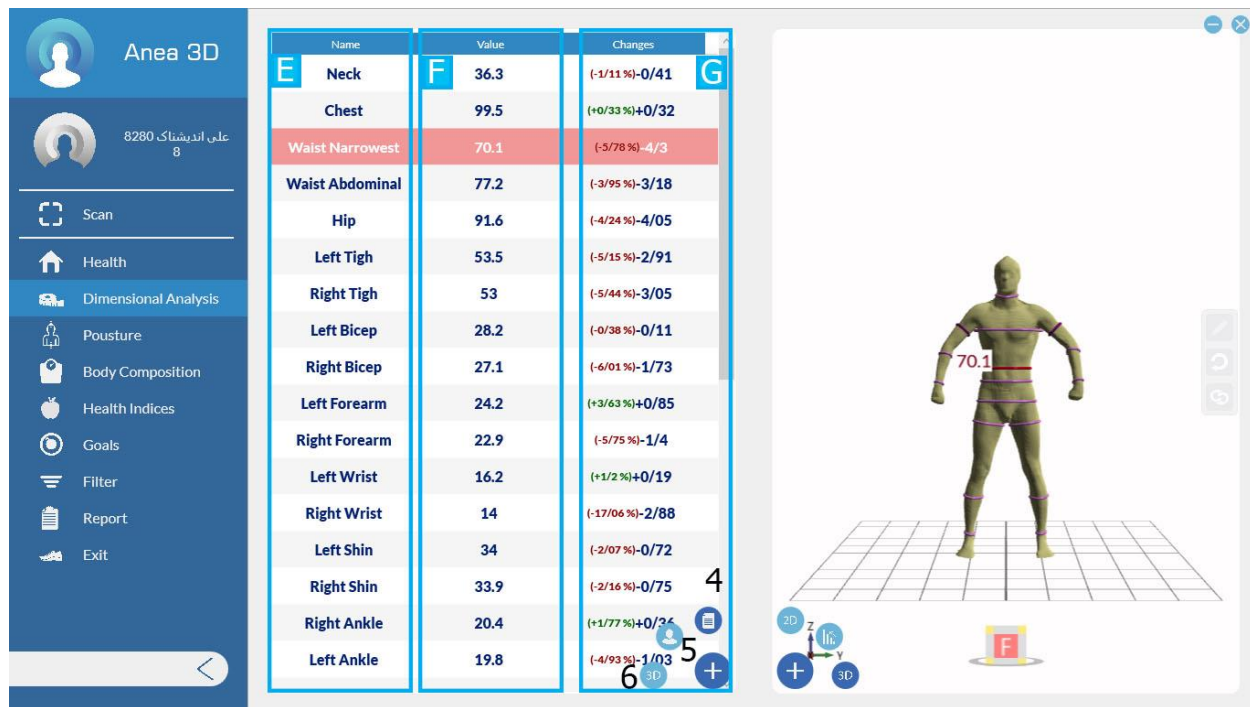 Anea 3D
علی اندیشناک 8280
8
Scan
Health
Dimensional Analysis
Pousture
Body Composition
Health Indices
Goals
Filter
Report
Exit
Name Value Changes
E F G
Neck 36.3 (-1/11 %)-0/41
Chest 99.5 (+0/33 %)+0/32
Waist Narrowest 70.1 (-5/78 %)-4/3
Waist Abdominal 77.2 (-3/95 %)-3/18
Hip 91.6 (-4/24 %)-4/05
Left Tigh 53.5 (-5/15 %)-2/91
Right Tigh 53 (-5/44 %)-3/05
Left Bicep 28.2 (-0/38 %)-0/11
Right Bicep 27.1 (-6/01 %)-1/73
Left Forearm 24.2 (+3/63 %)+0/85
Right Forearm 22.9 (-5/75 %)-1/4
Left Wrist 16.2 (+1/2 %)+0/19
Right Wrist 14 (-17/06 %)-2/88
Left Shin 34 (-2/07 %)-0/72
Right Shin 33.9 (-2/16 %)-0/75
4
Right Ankle 20.4 (+1/77 %)+0/36
5
Left Ankle 19.8 (-4/93 %)-1/03
6 3D +
70.1
2D Z
Y
F
+ 3D